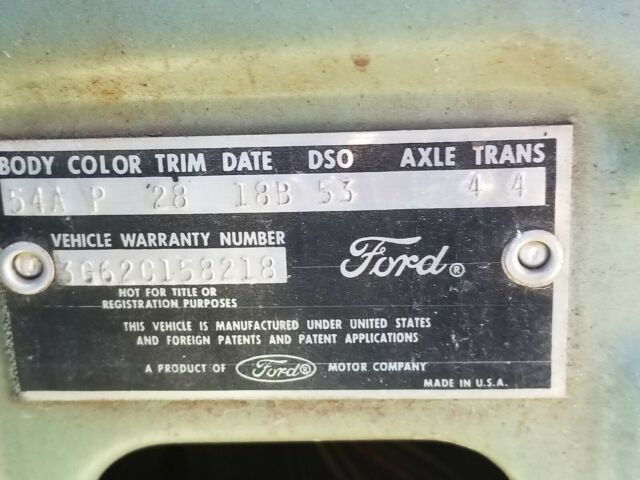 BODY COLOR TRIM DATE DSO AXLE TRANS
54A P 28 18B 53 4 4
VEHICLE WARRANTY NUMBER
3G62C158218
Ford®
NOT FOR TITLE OR
REGISTRATION PURPOSES
THIS VEHICLE IS MANUFACTURED UNDER UNITED STATES
AND FOREIGN PATENTS AND PATENT APPLICATIONS
A PRODUCT OF Ford® MOTOR COMPANY
MADE IN U.S.A.